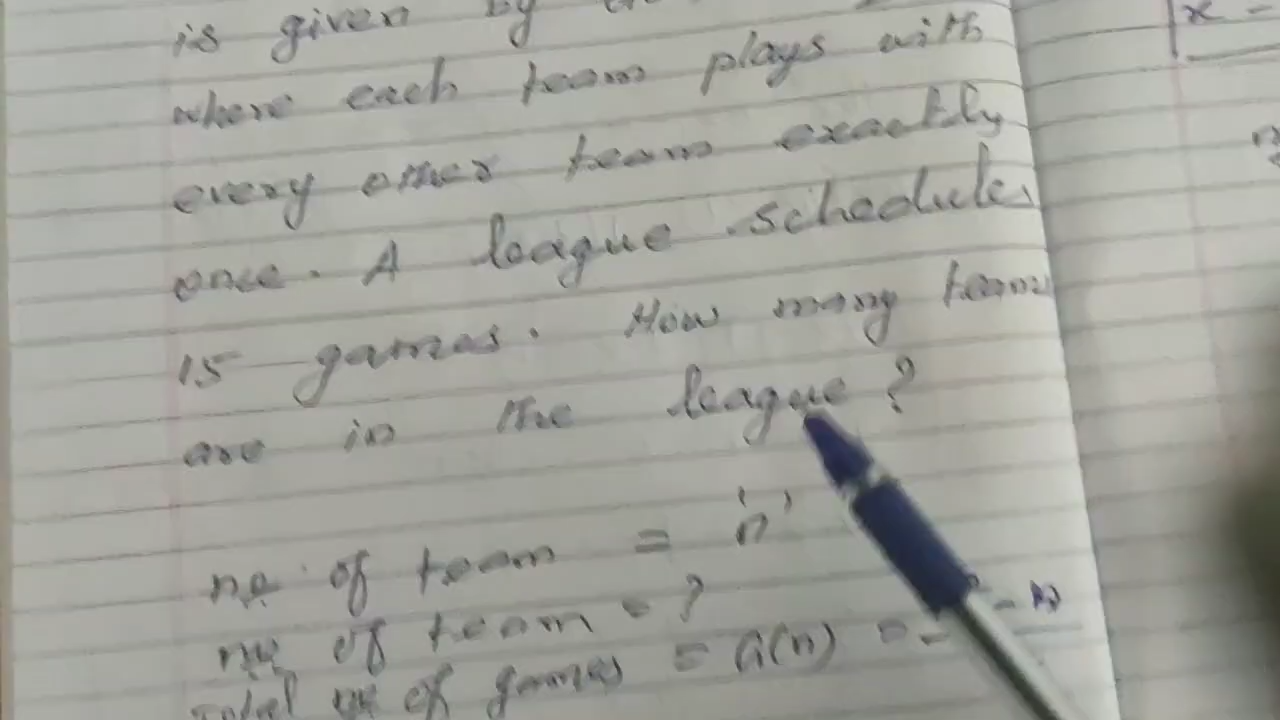 is given by
where each team plays with
every other team exactly
once. A league schedules
15 games. How many teams
are in the league?
no of team = 'n'
no of team = ?
Total no of games = G(n) = - n
x -